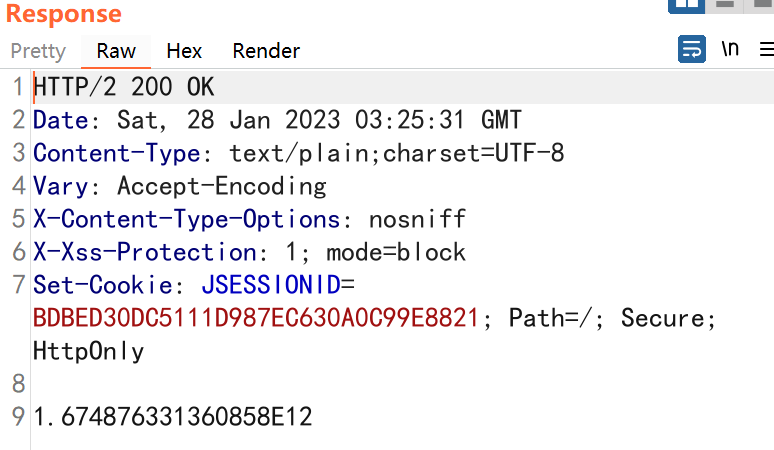 Response
Pretty Raw Hex Render \n
1 HTTP/2 200 OK
2 Date: Sat, 28 Jan 2023 03:25:31 GMT
3 Content-Type: text/plain;charset=UTF-8
4 Vary: Accept-Encoding
5 X-Content-Type-Options: nosniff
6 X-Xss-Protection: 1; mode=block
7 Set-Cookie: JSESSIONID=
BDBED30DC5111D987EC630A0C99E8821; Path=/; Secure;
HttpOnly
8
9 1.674876331360858E12